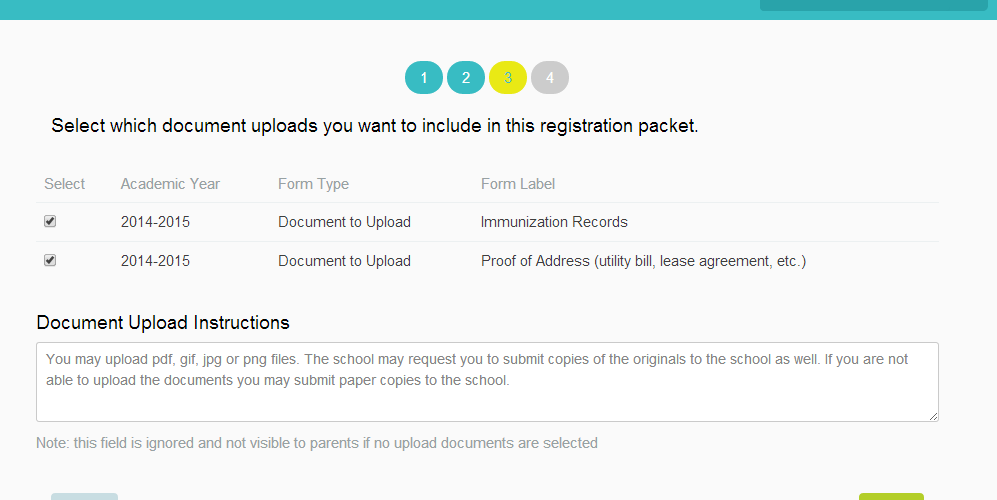 1 2 3 4
Select which document uploads you want to include in this registration packet.
Select Academic Year Form Type Form Label
2014-2015 Document to Upload Immunization Records
2014-2015 Document to Upload Proof of Address (utility bill, lease agreement, etc.)
Document Upload Instructions
You may upload pdf, gif, jpg or png files. The school may request you to submit copies of the originals to the school as well. If you are not
able to upload the documents you may submit paper copies to the school.
Note: this field is ignored and not visible to parents if no upload documents are selected